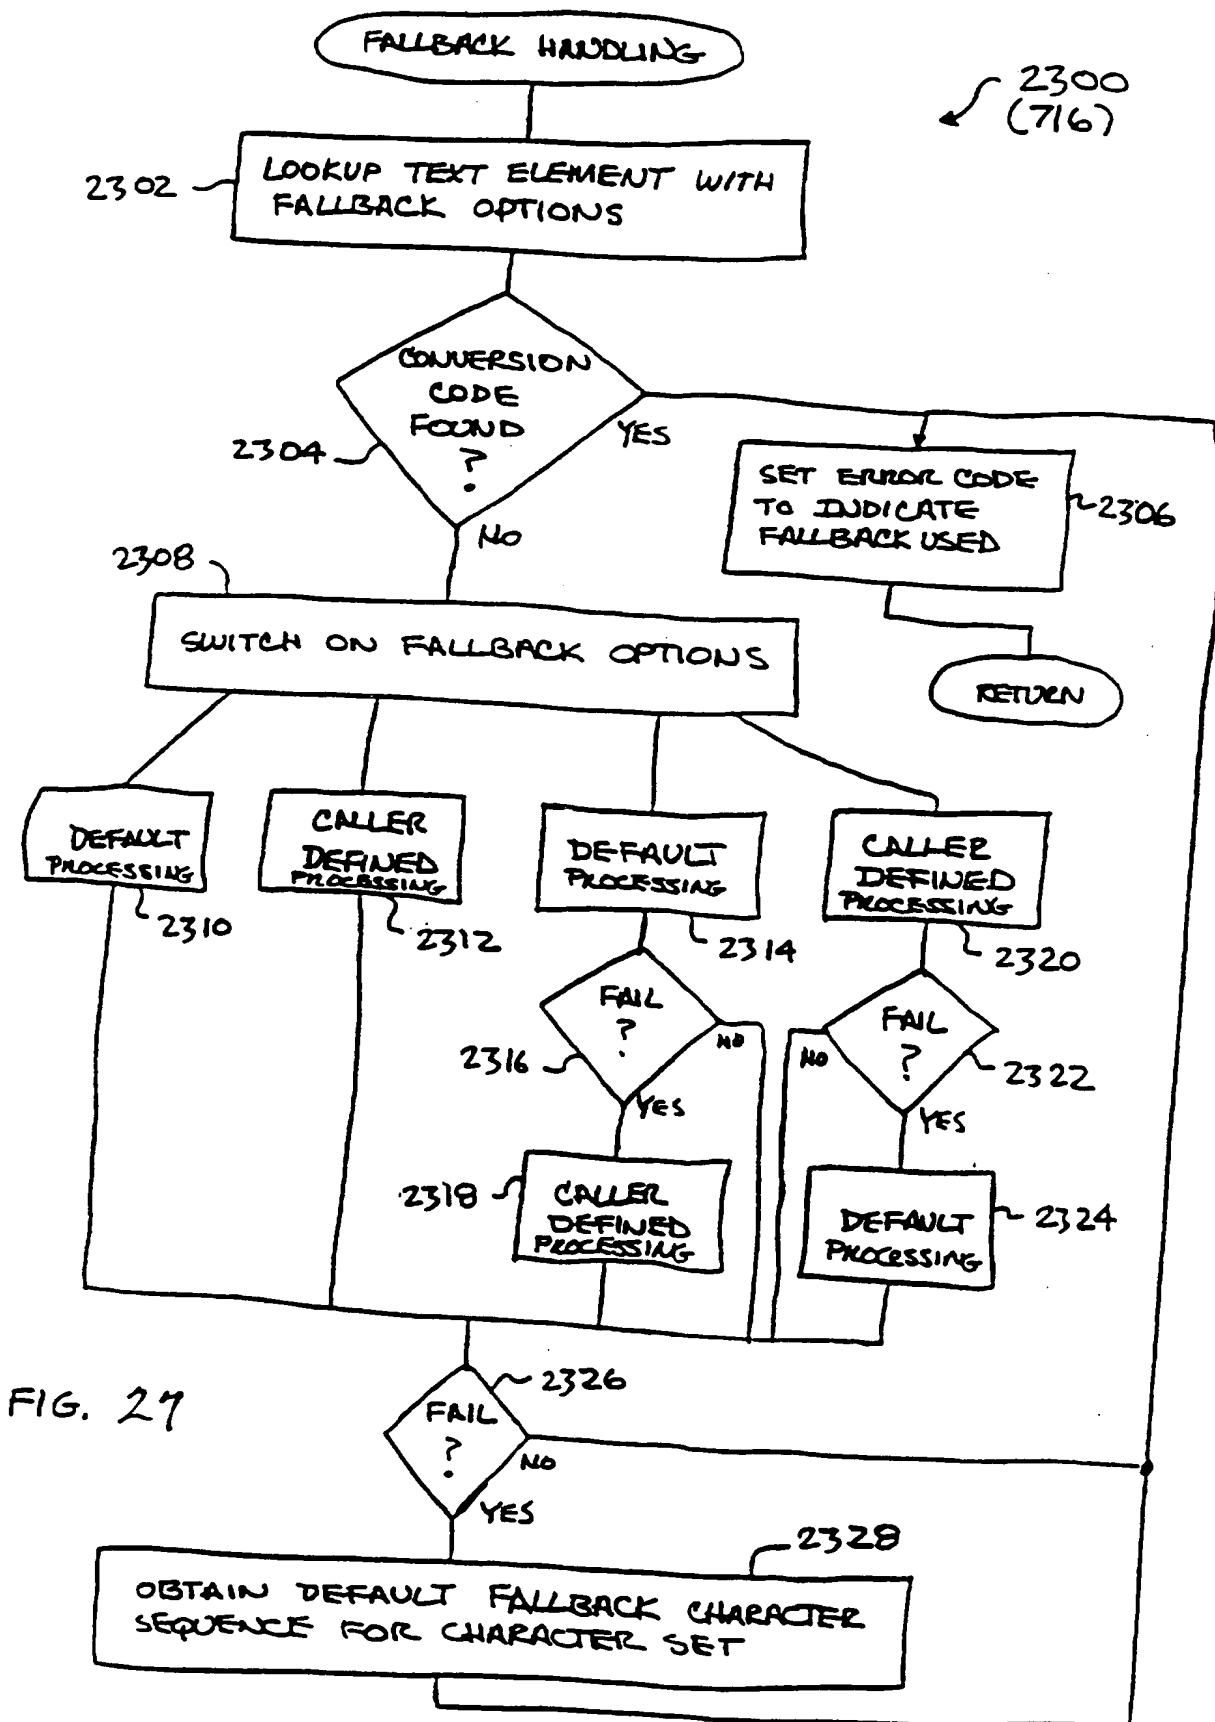 FALLBACK HANDLING
2300
(716)
2302
LOOKUP TEXT ELEMENT WITH
FALLBACK OPTIONS
CONVERSION
CODE
FOUND
?
2304
YES
NO
SET ERROR CODE
TO INDICATE
FALLBACK USED
2306
RETURN
2308
SWITCH ON FALLBACK OPTIONS
DEFAULT
PROCESSING
2310
CALLER
DEFINED
PROCESSING
2312
DEFAULT
PROCESSING
2314
CALLER
DEFINED
PROCESSING
2320
FAIL
?
2316
NO
YES
FAIL
?
2322
NO
YES
2318
CALLER
DEFINED
PROCESSING
DEFAULT
PROCESSING
2324
2326
FAIL
?
NO
YES
FIG. 27
2328
OBTAIN DEFAULT FALLBACK CHARACTER
SEQUENCE FOR CHARACTER SET